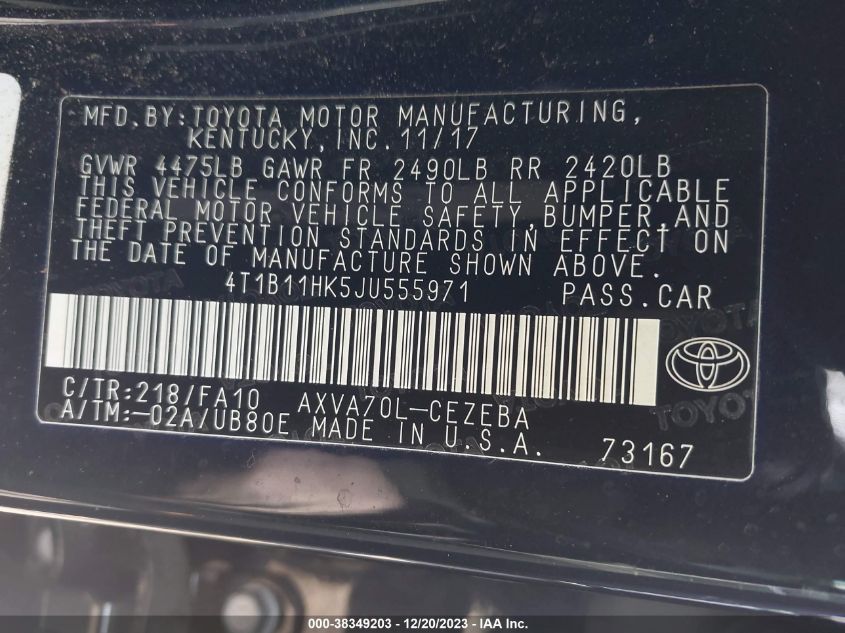 MFD.BY:TOYOTA MOTOR MANUFACTURING,
KENTUCKY,INC.11/17
GVWR 4475LB GAWR FR 2490LB RR 2420LB
THIS VEHICLE CONFORMS TO ALL APPLICABLE
FEDERAL MOTOR VEHICLE SAFETY,BUMPER,AND
THEFT PREVENTION STANDARDS IN EFFECT ON
THE DATE OF MANUFACTURE SHOWN ABOVE.
4T1B11HK5JU555971 PASS.CAR
C/TR:218/FA10 AXVA70L-CEZEBA
A/TM:-02A/UB80E MADE IN U.S.A. 73167
TOYOTA
000-38349203 - 12/20/2023 - IAA Inc.